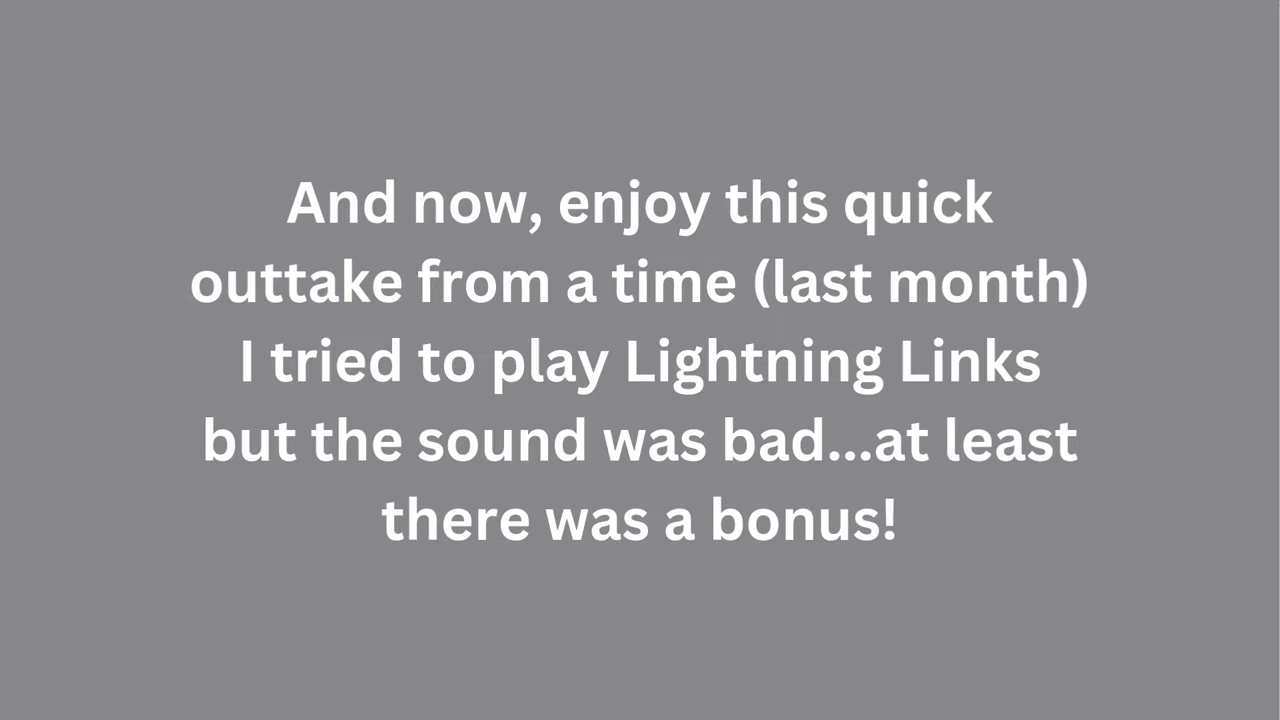 And now, enjoy this quick
outtake from a time (last month)
I tried to play Lightning Links
but the sound was bad...at least
there was a bonus!